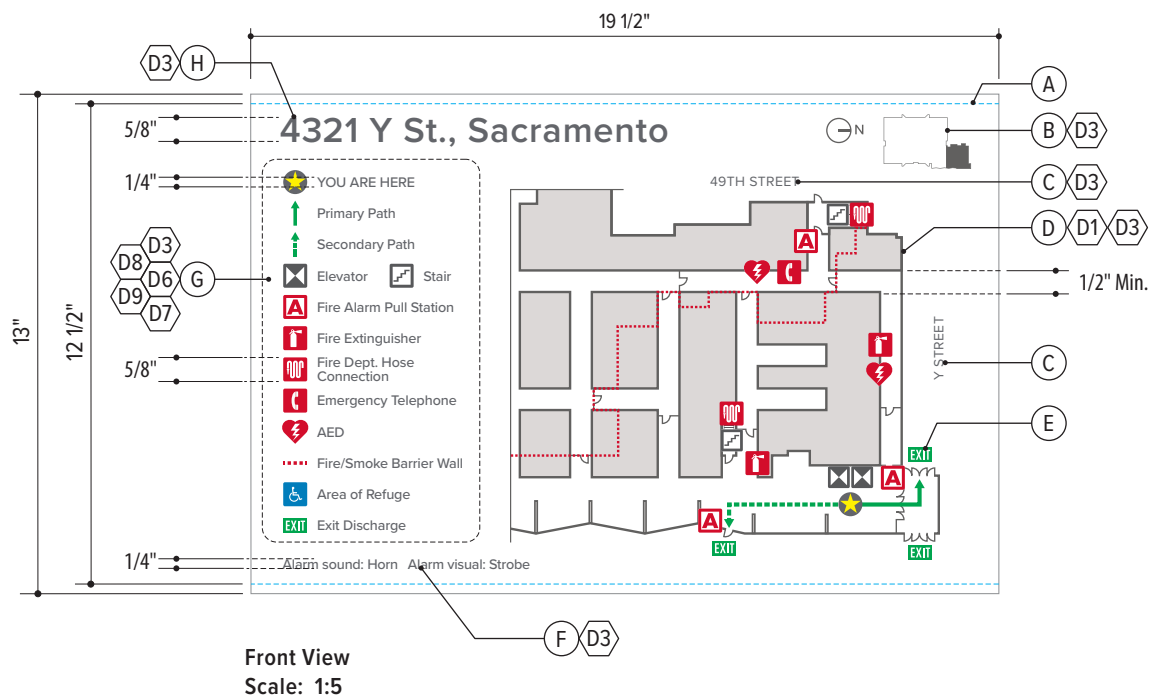 19 1/2"
D3 H
A
4321 Y St., Sacramento
N
B D3
5/8"
1/4"
YOU ARE HERE
49TH STREET
C D3
Primary Path
Secondary Path
D D1 D3
D3
D8
D6
D9
D7
G
Elevator
Stair
A
1/2" Min.
13"
12 1/2"
A Fire Alarm Pull Station
Fire Extinguisher
Y STREET
C
5/8"
Fire Dept. Hose
Connection
Emergency Telephone
AED
E
Fire/Smoke Barrier Wall
EXIT
Area of Refuge
A
EXIT Exit Discharge
A
EXIT
EXIT
1/4"
Alarm sound: Horn Alarm visual: Strobe
F D3
Front View
Scale: 1:5